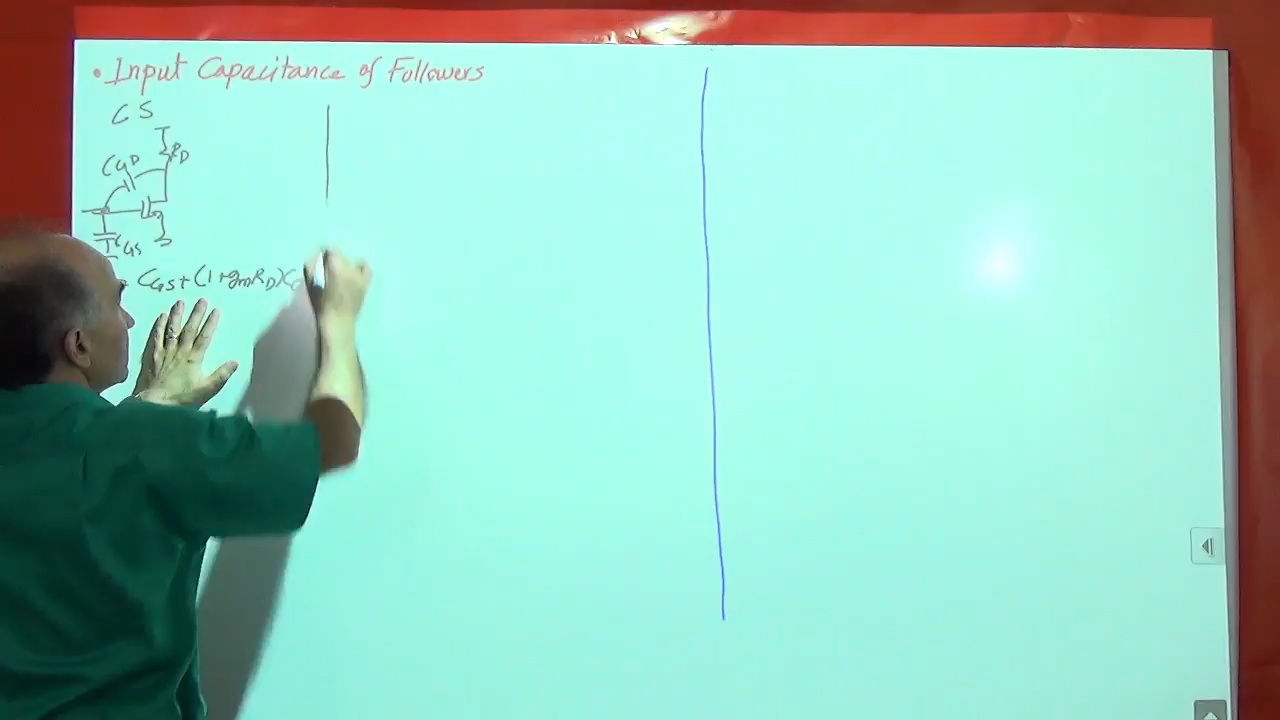 • Input Capacitance of Followers
CS
RD
CGD
CGS
= CGS+(1+gmRD)C